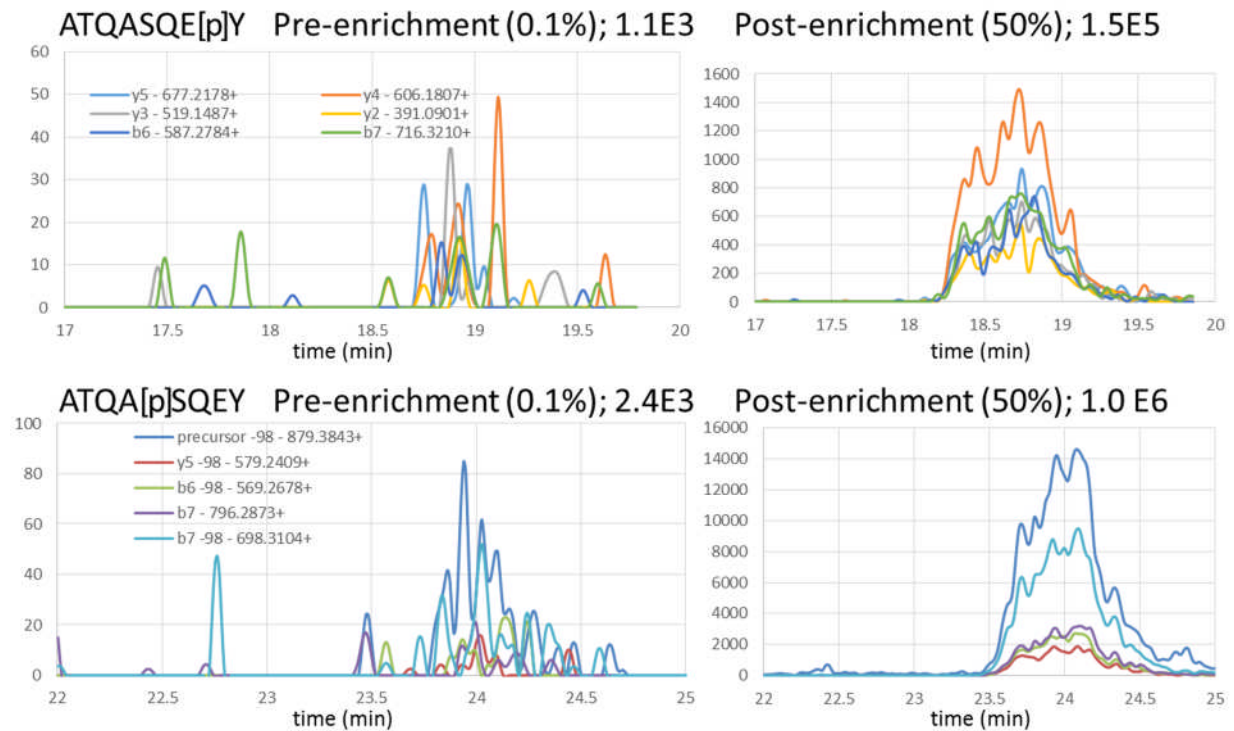 ATQASQE[p]Y Pre-enrichment (0.1%); 1.1E3 Post-enrichment (50%); 1.5E5
60
50
40
30
20
10
0
y5 - 677.2178+ y4 - 606.1807+
y3 - 519.1487+ y2 - 391.0901+
b6 - 587.2784+ b7 - 716.3210+
17 17.5 18 18.5 19 19.5 20
time (min)
1600
1400
1200
1000
800
600
400
200
0
17 17.5 18 18.5 19 19.5 20
time (min)
ATQA[p]SQEY Pre-enrichment (0.1%); 2.4E3 Post-enrichment (50%); 1.0 E6
100
80
60
40
20
0
precursor -98 - 879.3843+
y5 -98 - 579.2409+
b6 -98 - 569.2678+
b7 - 796.2873+
b7 -98 - 698.3104+
22 22.5 23 23.5 24 24.5 25
time (min)
16000
14000
12000
10000
8000
6000
4000
2000
0
22 22.5 23 23.5 24 24.5 25
time (min)